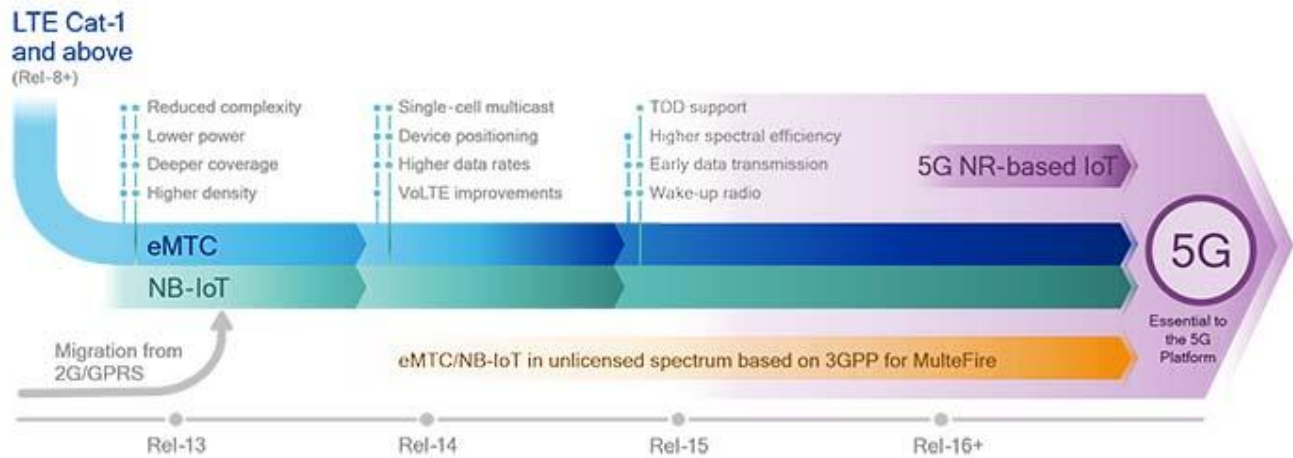 LTE Cat-1
and above
(Rel-8+)
Reduced complexity
Lower power
Deeper coverage
Higher density
Single-cell multicast
Device positioning
Higher data rates
VoLTE improvements
TDD support
Higher spectral efficiency
Early data transmission
Wake-up radio
5G NR-based IoT
eMTC
NB-IoT
5G
Essential to
the 5G
Platform
Migration from
2G/GPRS
eMTC/NB-IoT in unlicensed spectrum based on 3GPP for MulteFire
Rel-13
Rel-14
Rel-15
Rel-16+